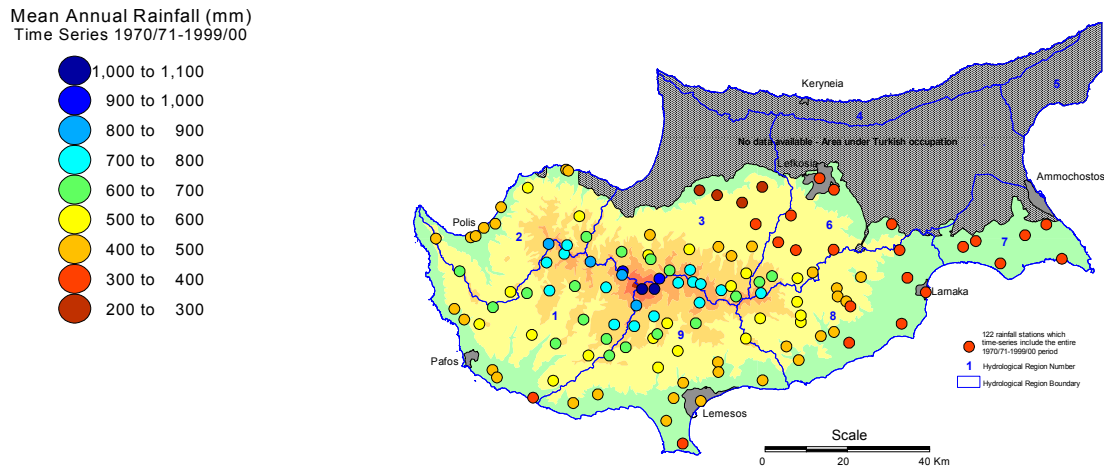 Mean Annual Rainfall (mm)
Time Series 1970/71-1999/00
1,000 to 1,100
900 to 1,000
800 to 900
700 to 800
600 to 700
500 to 600
400 to 500
300 to 400
200 to 300
Keryneia
5
4
No data available - Area under Turkish occupation
Lefkosia
Ammochostos
Polis
3
6
2
7
Larnaka
1
8
9
Pafos
Lemesos
122 rainfall stations which
time-series include the entire
1970/71-1999/00 period
1 Hydrological Region Number
Hydrological Region Boundary
Scale
0 20 40 Km